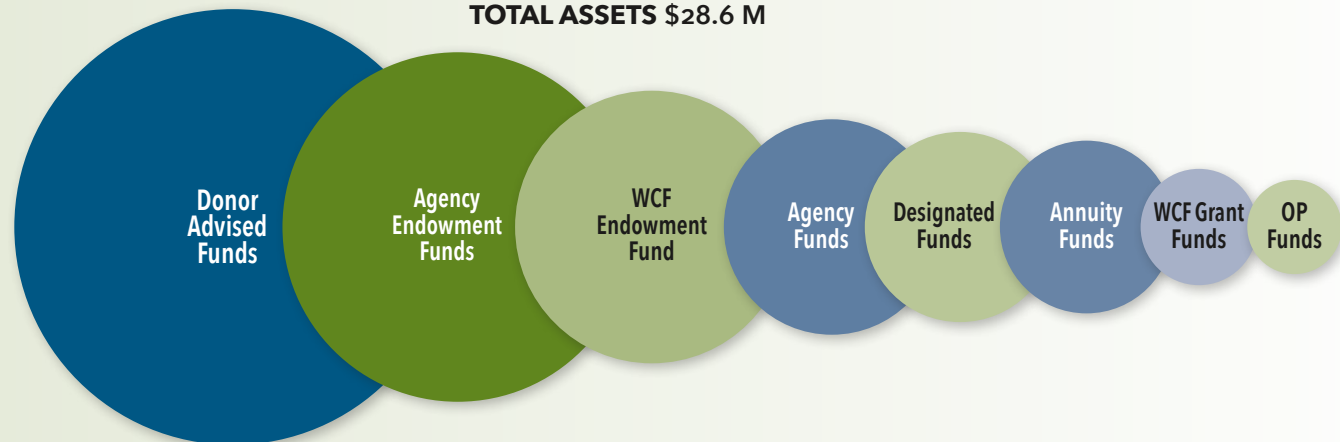 TOTAL ASSETS $28.6 M
Donor
Advised
Funds
Agency
Endowment
Funds
WCF
Endowment
Fund
Agency
Funds
Designated
Funds
Annuity
Funds
WCF Grant
Funds
OP
Funds